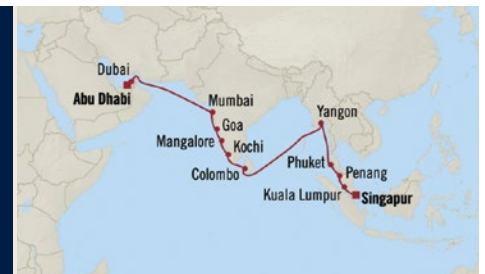 Dubai
Abu Dhabi
Mumbai
Goa
Mangalore
Kochi
Colombo
Yangon
Phuket
Penang
Kuala Lumpur
Singapur